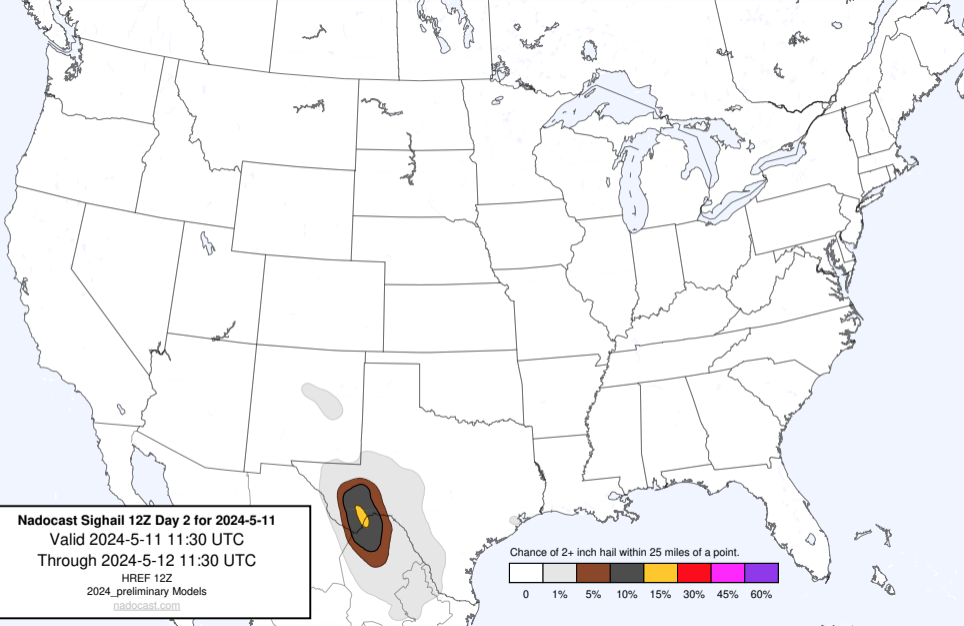 Nadocast Sighail 12Z Day 2 for 2024-5-11
Valid 2024-5-11 11:30 UTC
Through 2024-5-12 11:30 UTC
HREF 12Z
2024_preliminary Models
nadocast.com
Chance of 2+ inch hail within 25 miles of a point.
0 1% 5% 10% 15% 30% 45% 60%